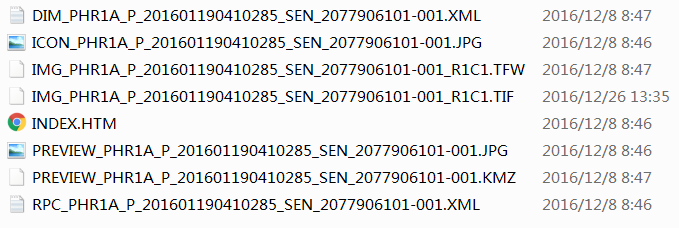 DIM_PHR1A_P_201601190410285_SEN_2077906101-001.XML 2016/12/8 8:47
ICON_PHR1A_P_201601190410285_SEN_2077906101-001.JPG 2016/12/8 8:46
IMG_PHR1A_P_201601190410285_SEN_2077906101-001_R1C1.TFW 2016/12/8 8:47
IMG_PHR1A_P_201601190410285_SEN_2077906101-001_R1C1.TIF 2016/12/26 13:35
INDEX.HTM 2016/12/8 8:46
PREVIEW_PHR1A_P_201601190410285_SEN_2077906101-001.JPG 2016/12/8 8:46
PREVIEW_PHR1A_P_201601190410285_SEN_2077906101-001.KMZ 2016/12/8 8:47
RPC_PHR1A_P_201601190410285_SEN_2077906101-001.XML 2016/12/8 8:46